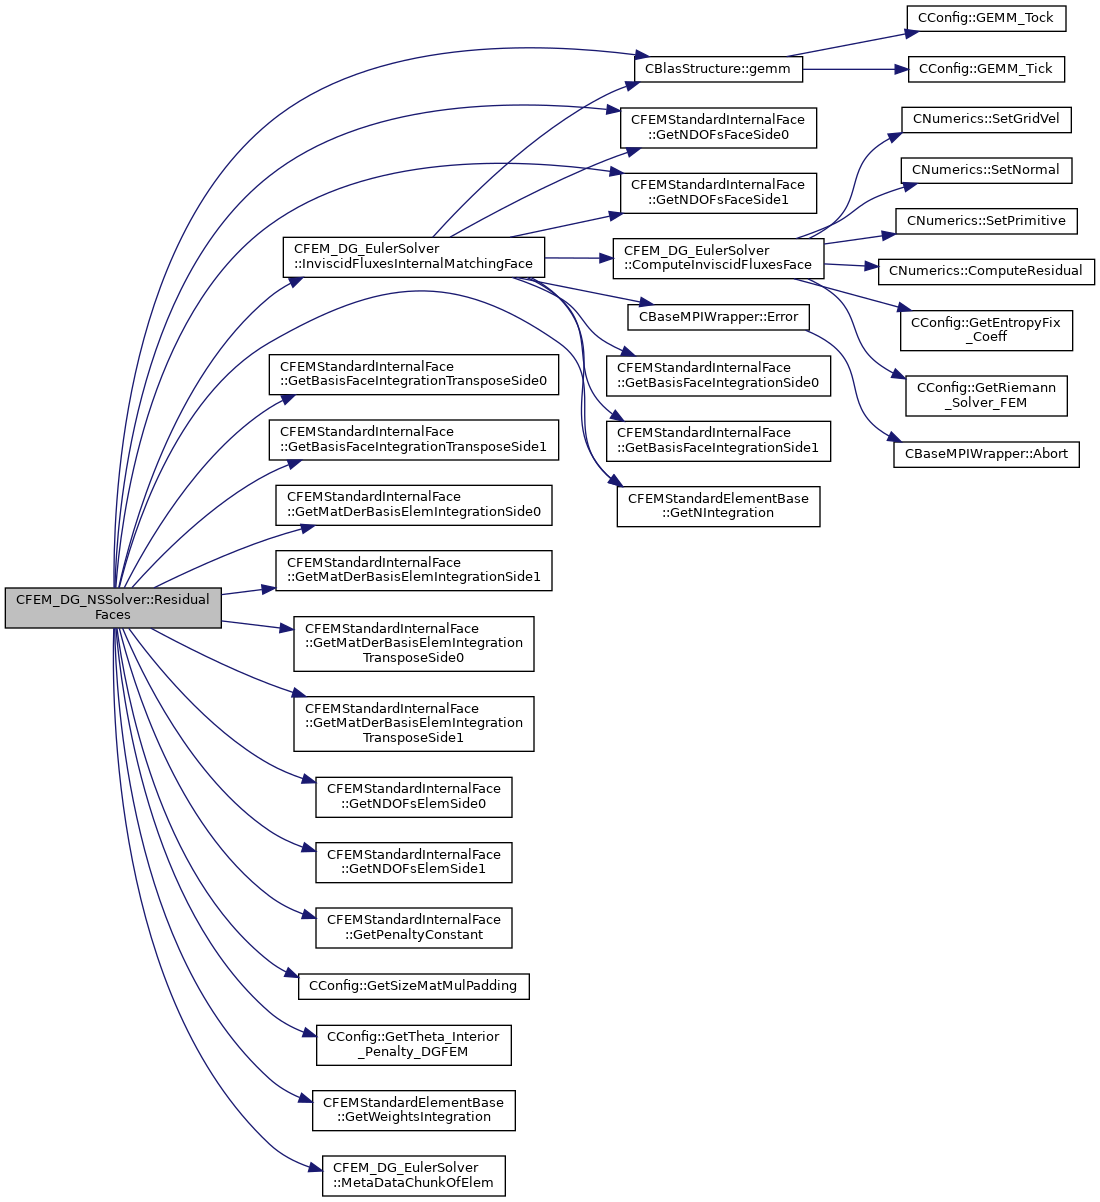 CConfig::GEMM_Tock
CBlasStructure::gemm
CConfig::GEMM_Tick
CFEMStandardInternalFace
::GetNDOFsFaceSide0
CNumerics::SetGridVel
CFEMStandardInternalFace
::GetNDOFsFaceSide1
CNumerics::SetNormal
CNumerics::SetPrimitive
CFEM_DG_EulerSolver
::InviscidFluxesInternalMatchingFace
CFEM_DG_EulerSolver
::ComputeInviscidFluxesFace
CNumerics::ComputeResidual
CBaseMPIWrapper::Error
CConfig::GetEntropyFix
_Coeff
CFEMStandardInternalFace
::GetBasisFaceIntegrationTransposeSide0
CFEMStandardInternalFace
::GetBasisFaceIntegrationSide0
CConfig::GetRiemann
_Solver_FEM
CFEMStandardInternalFace
::GetBasisFaceIntegrationTransposeSide1
CFEMStandardInternalFace
::GetBasisFaceIntegrationSide1
CBaseMPIWrapper::Abort
CFEMStandardInternalFace
::GetMatDerBasisElemIntegrationSide0
CFEMStandardElementBase
::GetNIntegration
CFEMStandardInternalFace
::GetMatDerBasisElemIntegrationSide1
CFEM_DG_NSSolver::Residual
Faces
CFEMStandardInternalFace
::GetMatDerBasisElemIntegration
TransposeSide0
CFEMStandardInternalFace
::GetMatDerBasisElemIntegration
TransposeSide1
CFEMStandardInternalFace
::GetNDOFsElemSide0
CFEMStandardInternalFace
::GetNDOFsElemSide1
CFEMStandardInternalFace
::GetPenaltyConstant
CConfig::GetSizeMatMulPadding
CConfig::GetTheta_Interior
_Penalty_DGFEM
CFEMStandardElementBase
::GetWeightsIntegration
CFEM_DG_EulerSolver
::MetaDataChunkOfElem